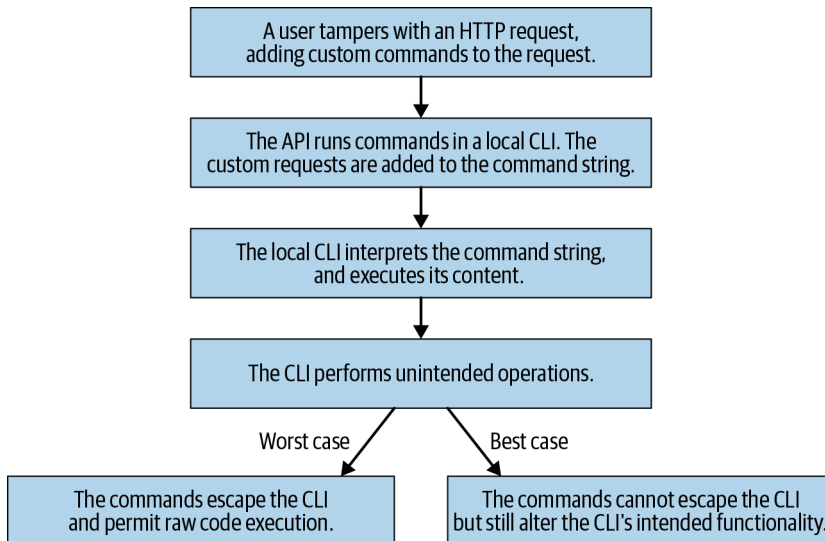 A user tampers with an HTTP request,
adding custom commands to the request.
The API runs commands in a local CLI. The
custom requests are added to the command string.
The local CLI interprets the command string,
and executes its content.
The CLI performs unintended operations.
Worst case
Best case
The commands escape the CLI
and permit raw code execution.
The commands cannot escape the CLI
but still alter the CLI's intended functionality.